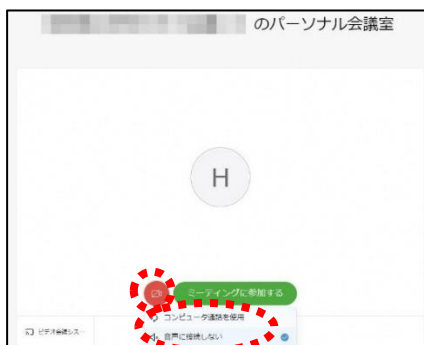 のパーソナル会議室
H
ミーティングに参加する
コンピュータ通話を使用
音声に接続しない
ビデオ会議シス…